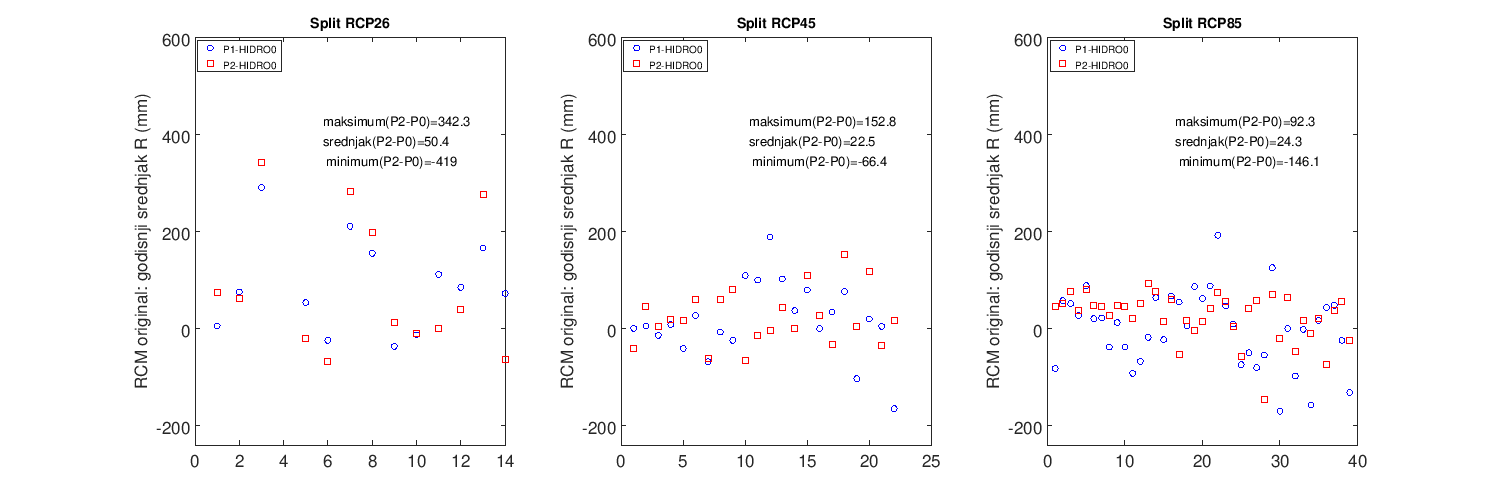 Split RCP26
P1-HIDRO0
P2-HIDRO0
maksimum(P2-P0)=342.3
srednjak(P2-P0)=50.4
minimum(P2-P0)=-419
RCM original: godisnji srednjak R (mm)
600
400
200
0
-200
0 2 4 6 8 10 12 14
Split RCP45
P1-HIDRO0
P2-HIDRO0
maksimum(P2-P0)=152.8
srednjak(P2-P0)=22.5
minimum(P2-P0)=-66.4
RCM original: godisnji srednjak R (mm)
600
400
200
0
-200
0 5 10 15 20 25
Split RCP85
P1-HIDRO0
P2-HIDRO0
maksimum(P2-P0)=92.3
srednjak(P2-P0)=24.3
minimum(P2-P0)=-146.1
RCM original: godisnji srednjak R (mm)
600
400
200
0
-200
0 10 20 30 40